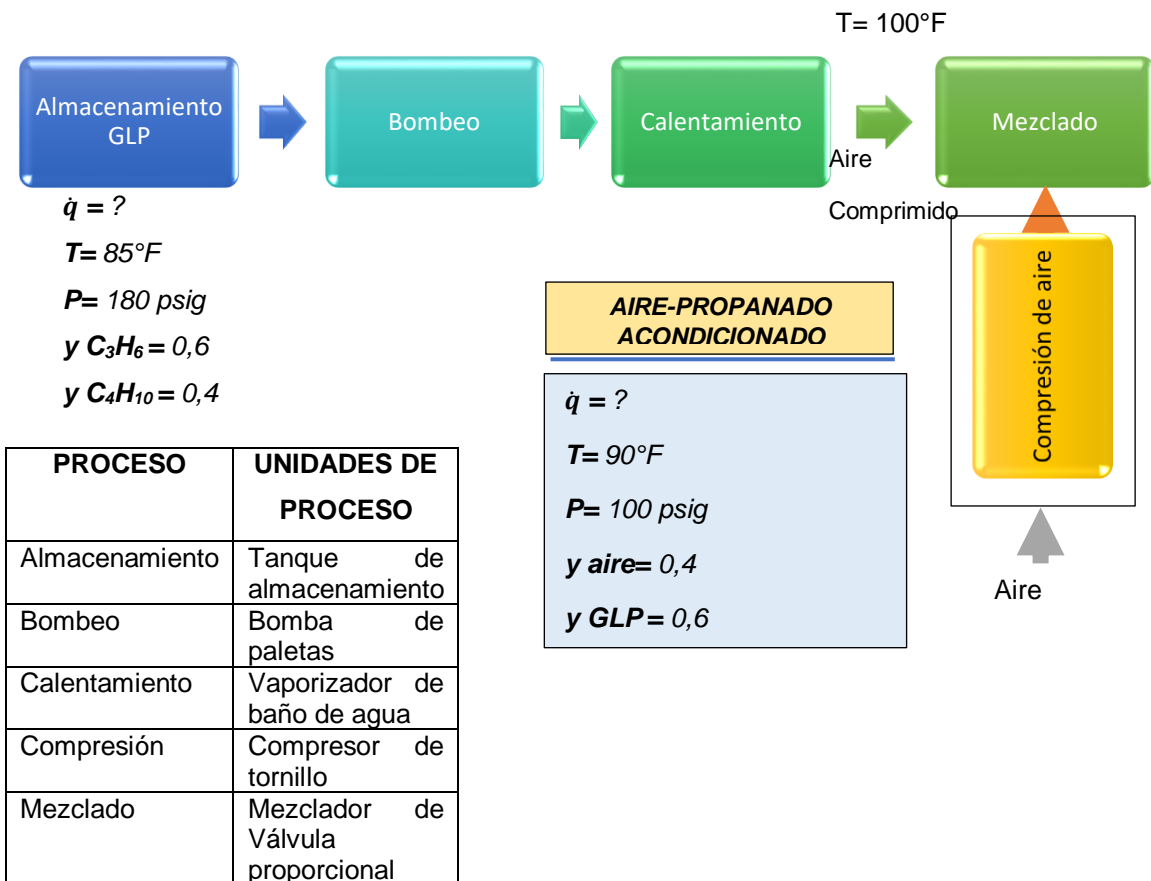 T= 100°F
Almacenamiento
GLP
Bombeo
Calentamiento
Mezclado
Aire
Comprimido
q̇ = ?
T= 85°F
P= 180 psig
y C₃H₆ = 0,6
y C₄H₁₀ = 0,4
Compresión de aire
Aire
AIRE-PROPANADO
ACONDICIONADO
q̇ = ?
T= 90°F
P= 100 psig
y aire= 0,4
y GLP = 0,6
PROCESO UNIDADES DE
PROCESO
Almacenamiento Tanque de
almacenamiento
Bombeo Bomba de
paletas
Calentamiento Vaporizador de
baño de agua
Compresión Compresor de
tornillo
Mezclado Mezclador de
Válvula
proporcional